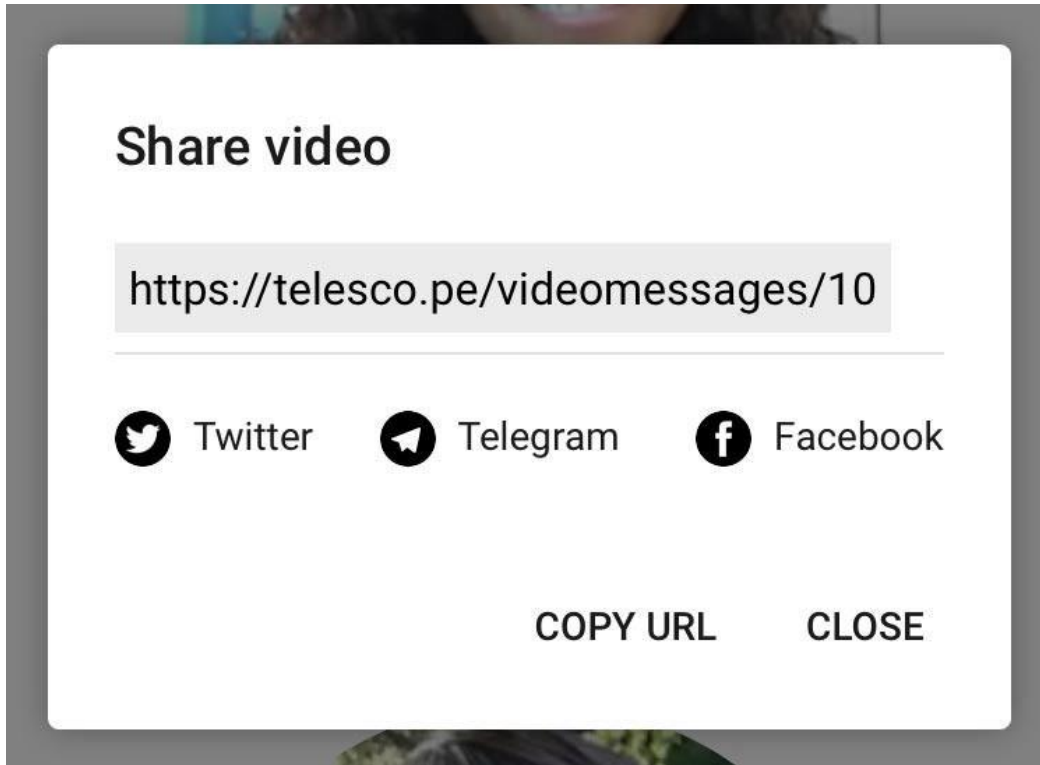 Share video
https://telesco.pe/videomessages/10
Twitter Telegram Facebook
COPY URL CLOSE